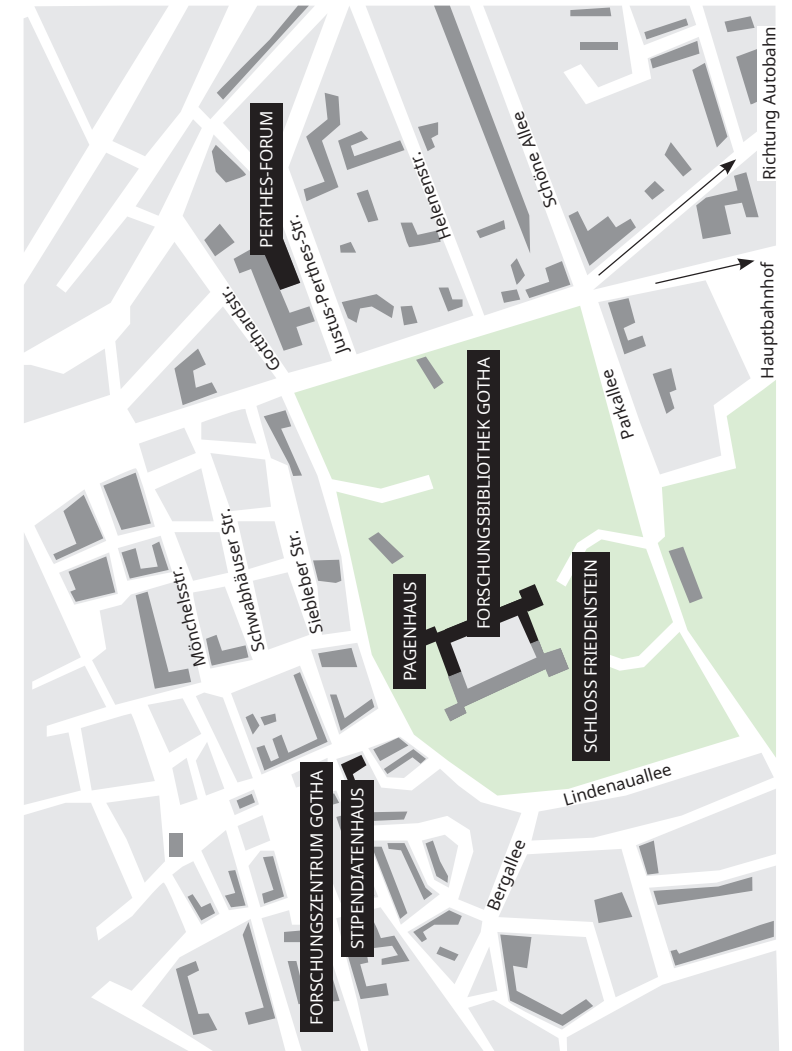 Richtung Autobahn
Hauptbahnhof
Schöne Allee
PERTHES-FORUM
Helenenstr.
Justus-Perthes-Str.
Gotthardstr.
Parkallee
FORSCHUNGSBIBLIOTHEK GOTHA
Mönchelsstr.
Schwabhäuser Str.
Siebleber Str.
PAGENHAUS
SCHLOSS FRIEDENSTEIN
FORSCHUNGSZENTRUM GOTHA
STIPENDIATENHAUS
Lindenauallee
Bergallee